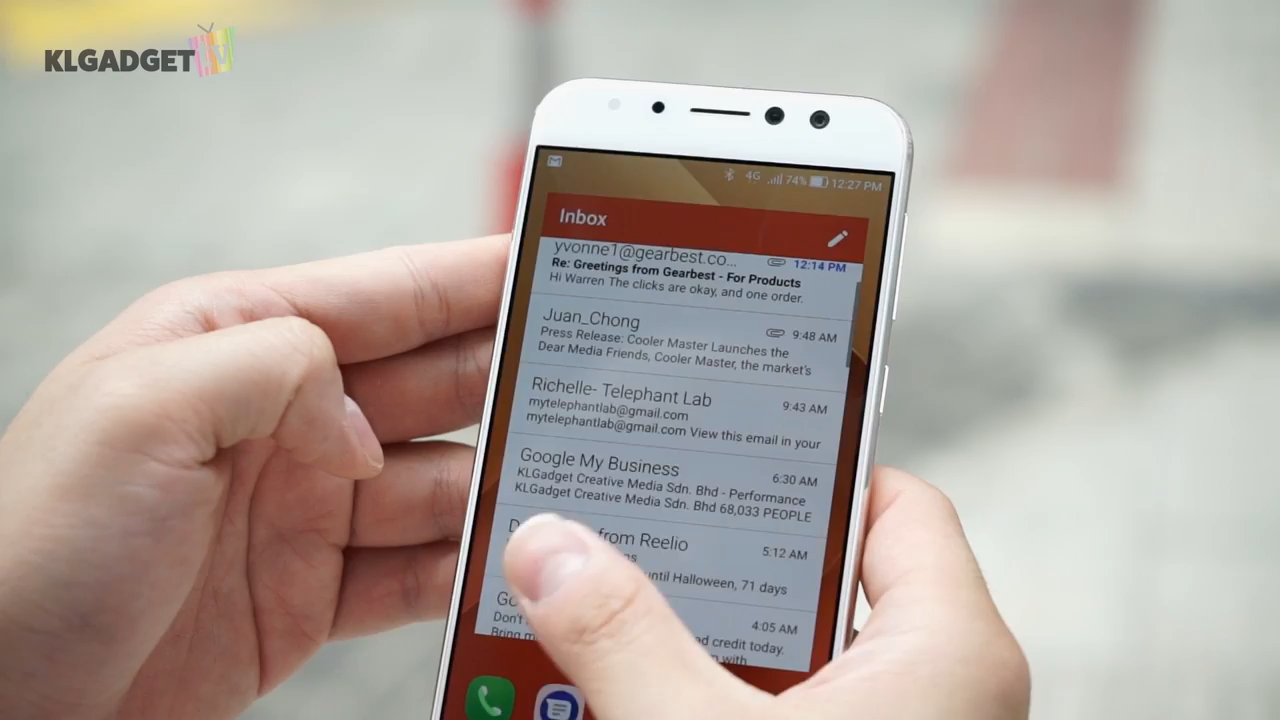 KLGADGET TV
4G 74% 12:27 PM
Inbox
yvonne1@gearbest.co... 12:14 PM
Re: Greetings from Gearbest - For Products
Hi Warren The clicks are okay, and one order.
Juan_Chong 9:48 AM
Press Release: Cooler Master Launches the
Dear Media Friends, Cooler Master, the market's
Richelle- Telephant Lab 9:43 AM
mytelephantlab@gmail.com
mytelephantlab@gmail.com View this email in your
Google My Business 6:30 AM
KLGadget Creative Media Sdn. Bhd - Performance
KLGadget Creative Media Sdn. Bhd 68,033 PEOPLE
from Reelio 5:12 AM
until Halloween, 71 days
4:05 AM
Don't credit today.
Bring with